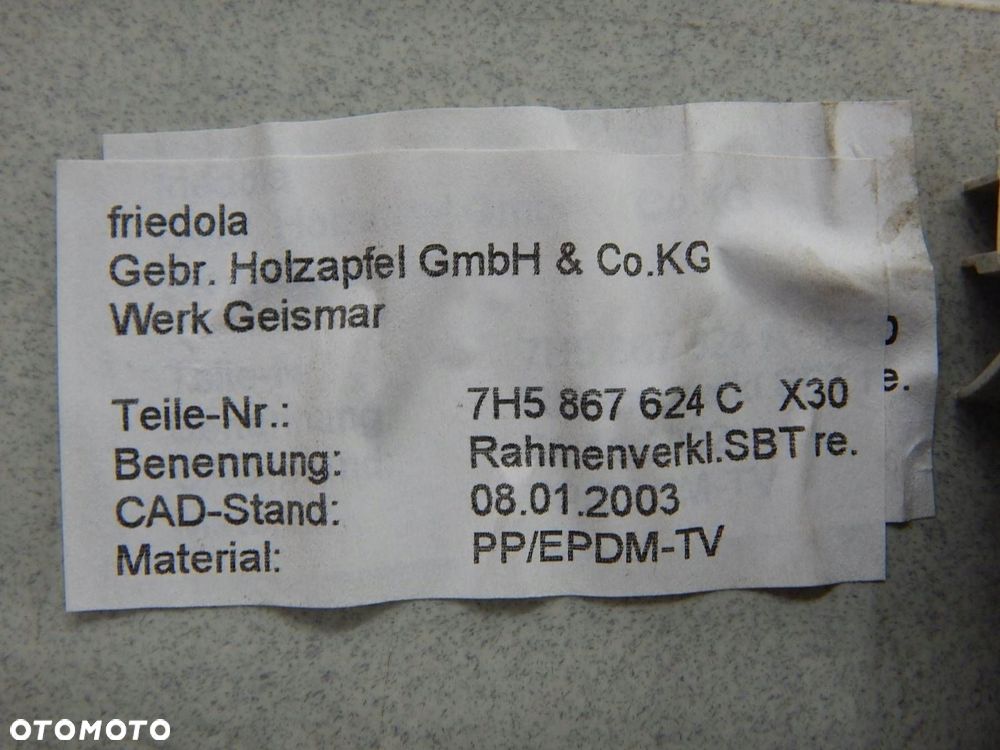 friedola
Gebr. Holzapfel GmbH & Co.KG
Werk Geismar
Teile-Nr.: 7H5 867 624 C X30
Benennung: Rahmenverkl.SBT re.
CAD-Stand: 08.01.2003
Material: PP/EPDM-TV
e.
OTOMOTO